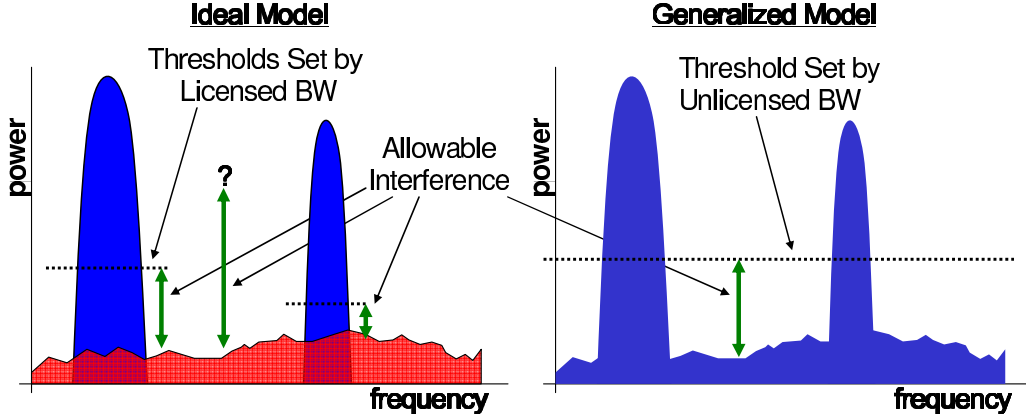 Ideal Model
Thresholds Set by
Licensed BW
Allowable
Interference
?
power
frequency
Generalized Model
Threshold Set by
Unlicensed BW
power
frequency